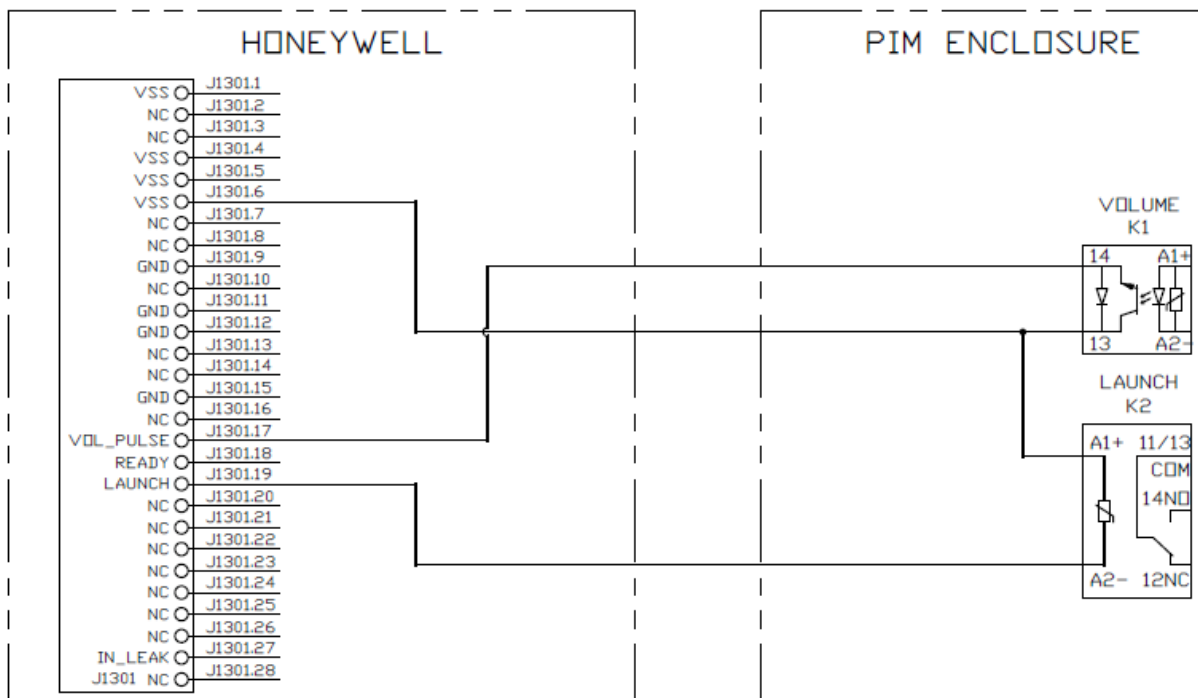 HONEYWELL
PIM ENCLOSURE
VSS J1301.1
NC J1301.2
NC J1301.3
VSS J1301.4
VSS J1301.5
VSS J1301.6
NC J1301.7
NC J1301.8
GND J1301.9
NC J1301.10
GND J1301.11
GND J1301.12
NC J1301.13
NC J1301.14
GND J1301.15
NC J1301.16
VOL_PULSE J1301.17
READY J1301.18
LAUNCH J1301.19
NC J1301.20
NC J1301.21
NC J1301.22
NC J1301.23
NC J1301.24
NC J1301.25
NC J1301.26
IN_LEAK J1301.27
J1301 NC J1301.28
VOLUME
K1
14 A1+
13 A2-
LAUNCH
K2
A1+ 11/13
COM
14NO
A2- 12NC